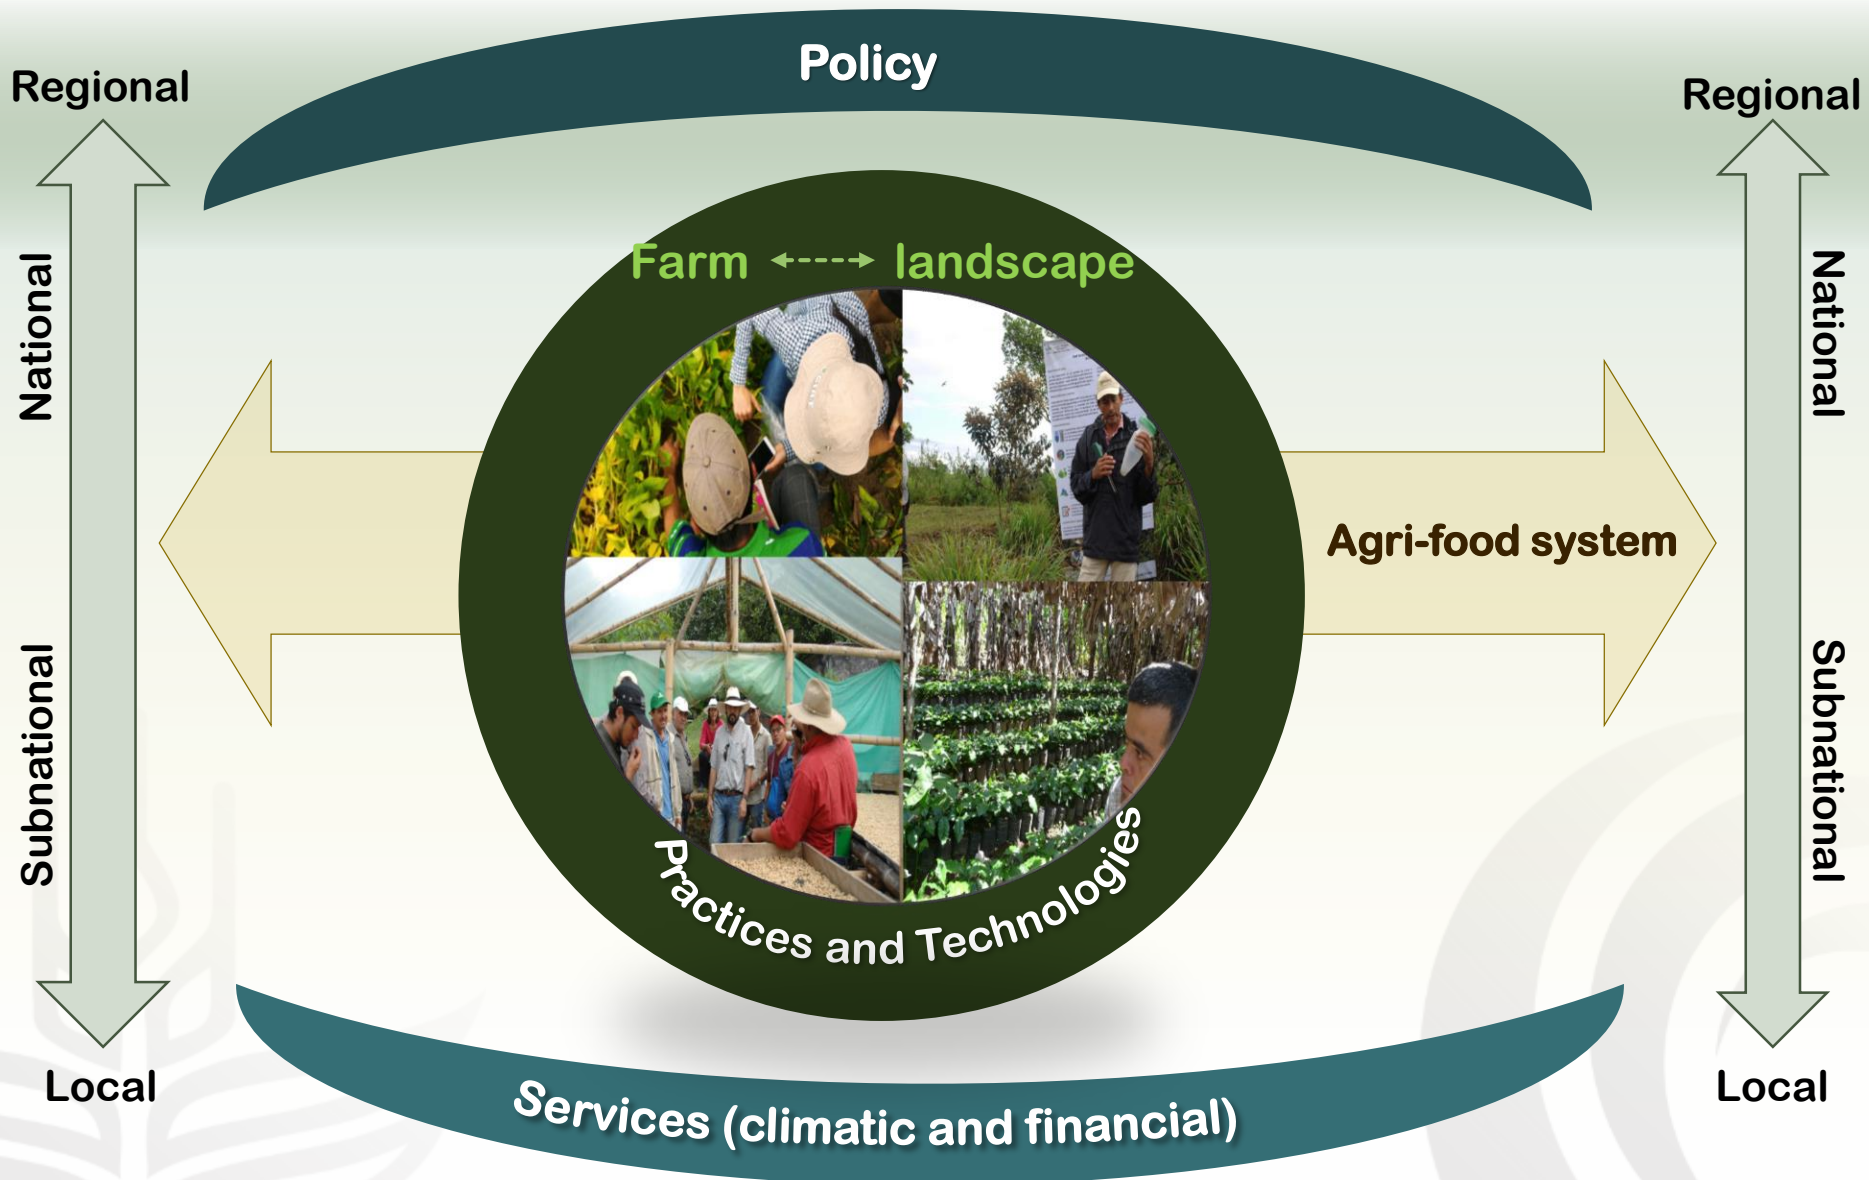 Policy
Regional
Regional
Farm
landscape
National
National
Agri-food system
Subnational
Subnational
Practices and Technologies
Local
Local
Services (climatic and financial)